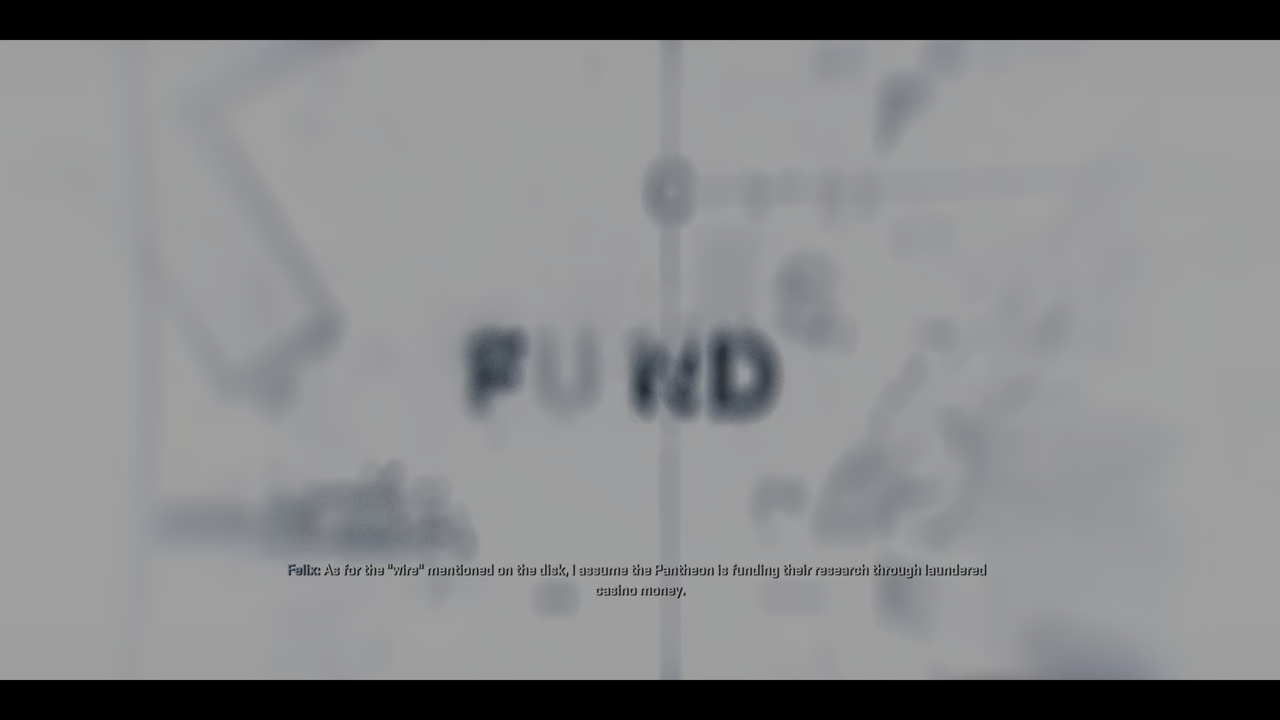 FUND
Felix: As for the "wire" mentioned on the disk, I assume the Pantheon is funding their research through laundered
casino money.